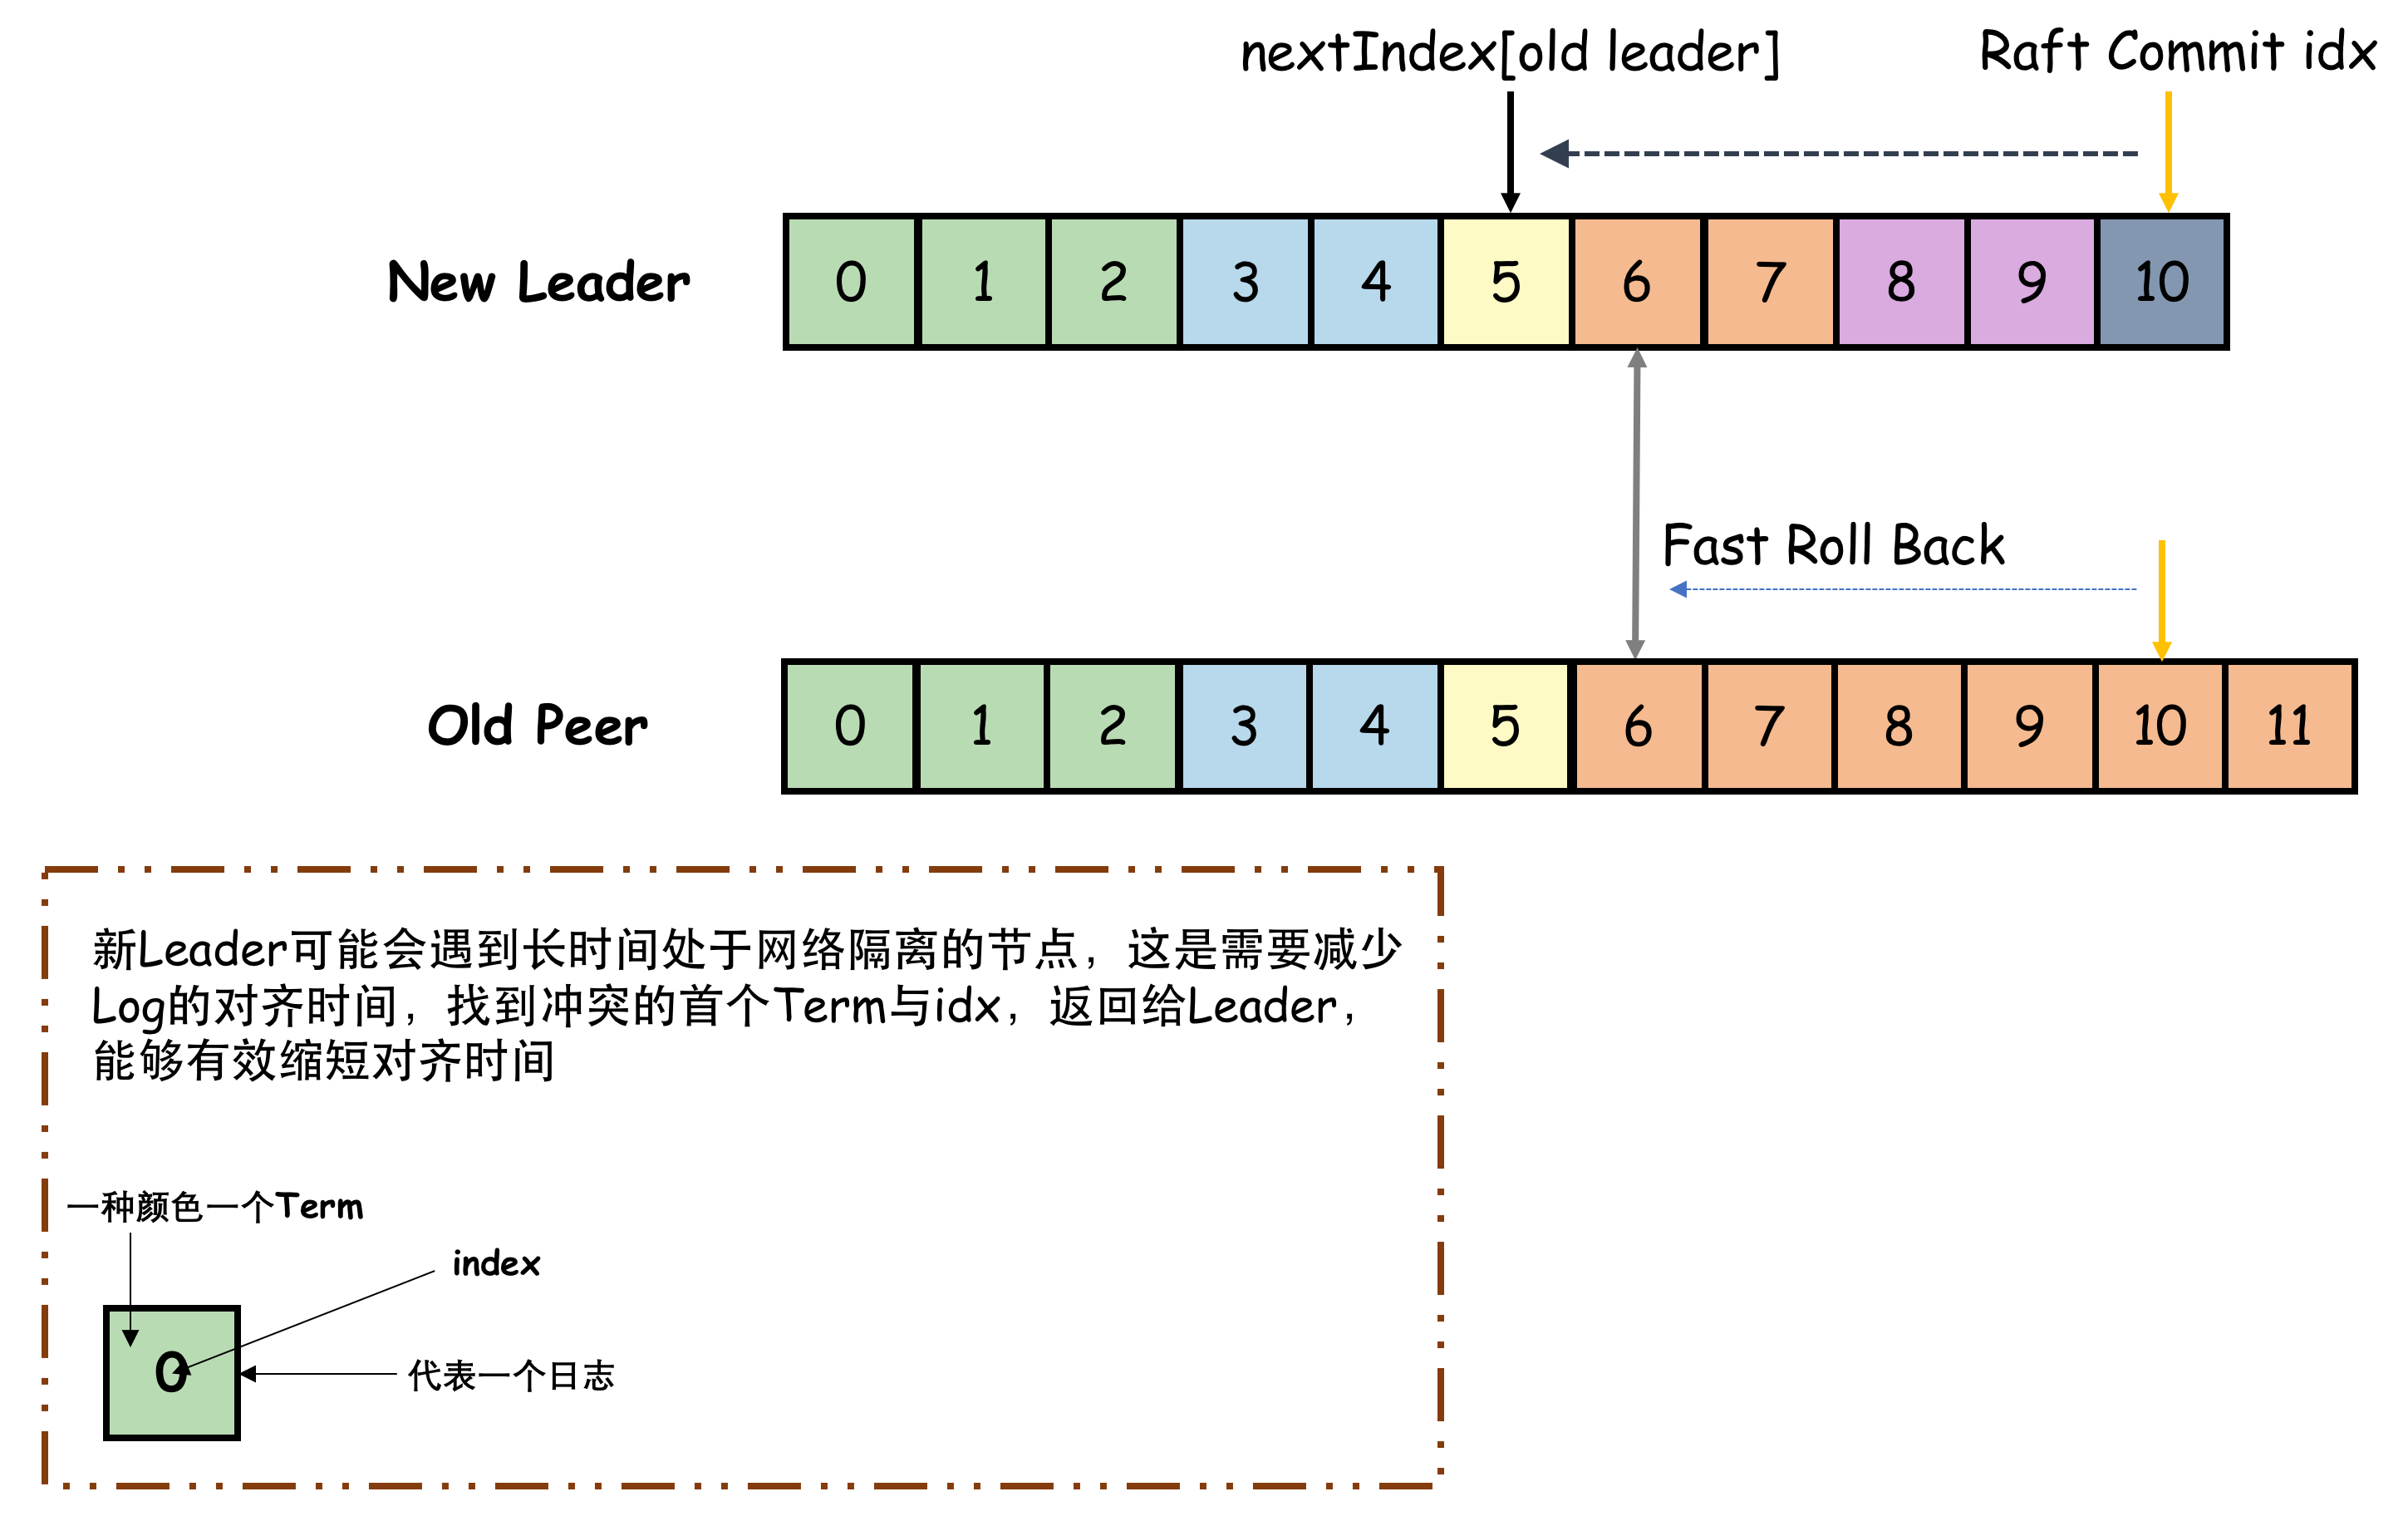 nextIndex[old leader]
Raft Commit idx
New Leader
0 1 2 3 4 5 6 7 8 9 10
Fast Roll Back
Old Peer
0 1 2 3 4 5 6 7 8 9 10 11
新Leader可能会遇到长时间处于网络隔离的节点，这是需要减少
Log的对齐时间，找到冲突的首个Term与idx，返回给Leader，
能够有效缩短对齐时间
一种颜色一个Term
index
0
代表一个日志